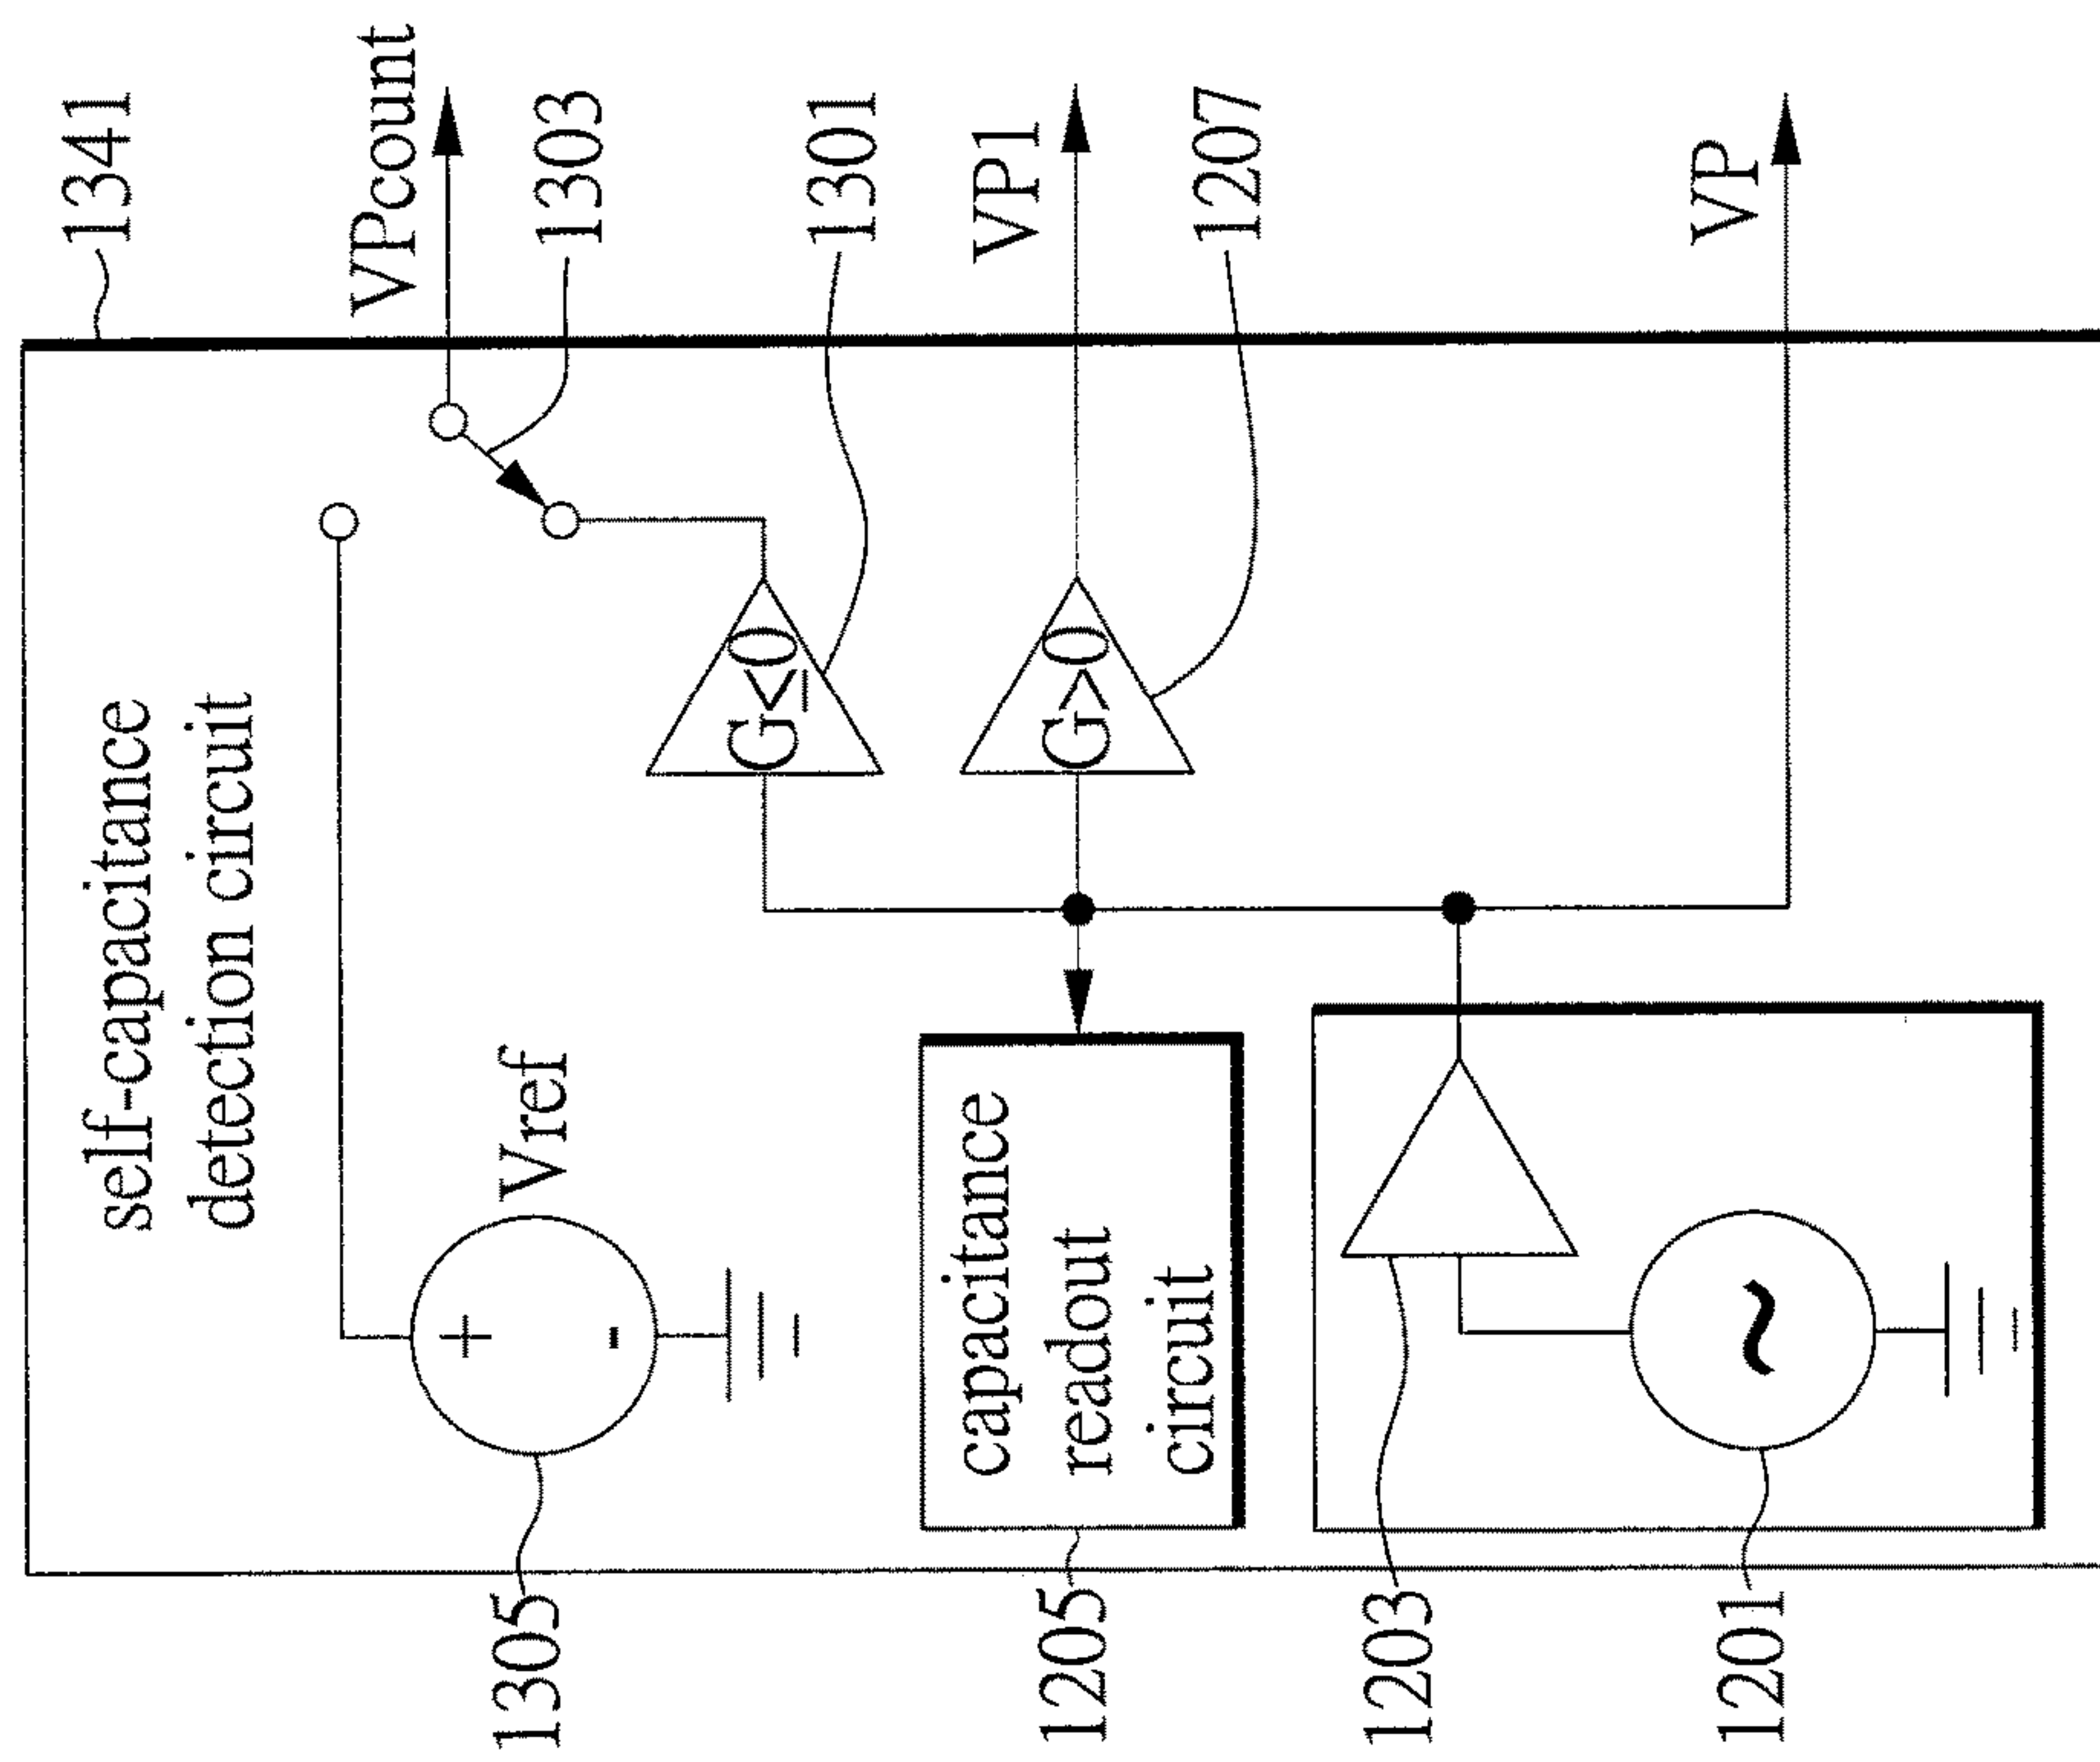 1341
self-capacitance
detection circuit
VPcount
1303
1301
VP1
1207
VP
G≤0
G>0
+
-
Vref
1305
capacitance
readout
circuit
1205
1203
~
1201